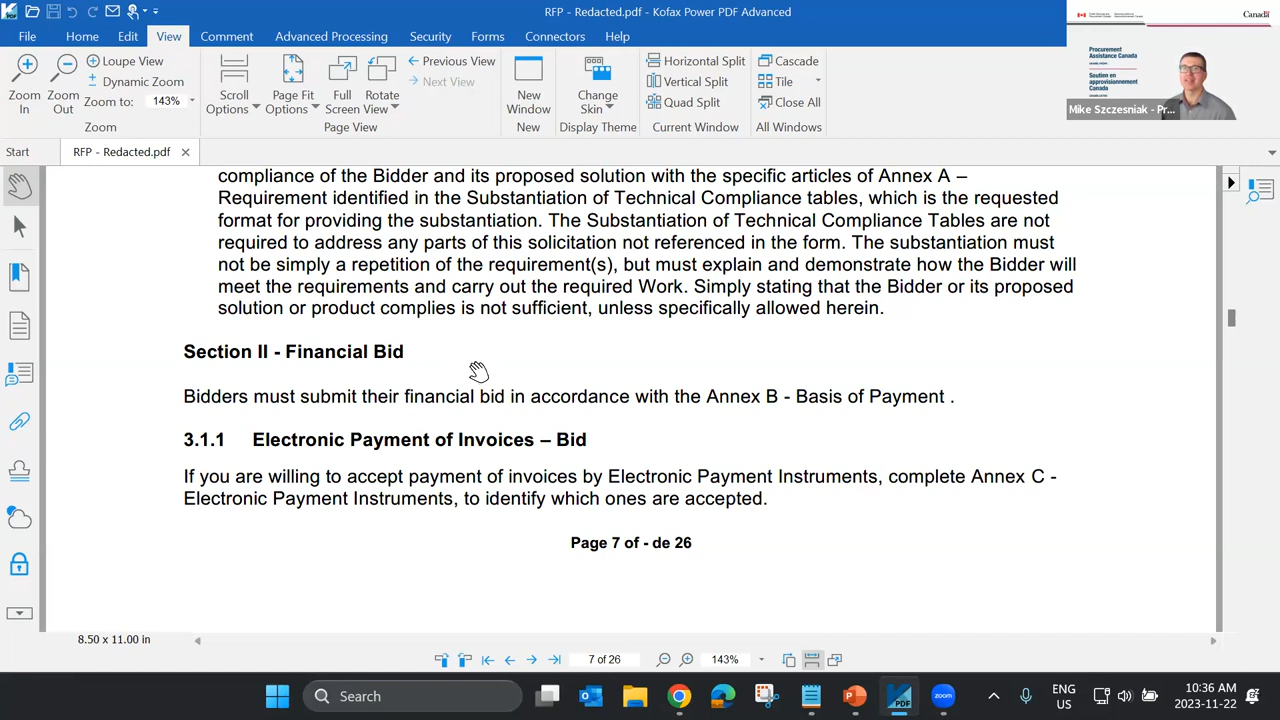 RFP - Redacted.pdf - Kofax Power PDF Advanced
File Home Edit View Comment Advanced Processing Security Forms Connectors Help
Zoom In
Zoom Out
Loupe View
Dynamic Zoom
Zoom to: 143%
Zoom
Scroll Options
Page Fit Options
Full Screen
Rotate View
Previous View
Next View
Page View
New Window
New
Change Skin
Display Theme
Horizontal Split
Vertical Split
Quad Split
Current Window
Cascade
Tile
Close All
All Windows
Canada
Procurement
Assistance Canada
Soutien en
approvisionnement
Canada
Mike Szczesniak - Pr...
Start RFP - Redacted.pdf
compliance of the Bidder and its proposed solution with the specific articles of Annex A –
Requirement identified in the Substantiation of Technical Compliance tables, which is the requested
format for providing the substantiation. The Substantiation of Technical Compliance Tables are not
required to address any parts of this solicitation not referenced in the form. The substantiation must
not be simply a repetition of the requirement(s), but must explain and demonstrate how the Bidder will
meet the requirements and carry out the required Work. Simply stating that the Bidder or its proposed
solution or product complies is not sufficient, unless specifically allowed herein.
Section II - Financial Bid
Bidders must submit their financial bid in accordance with the Annex B - Basis of Payment .
3.1.1 Electronic Payment of Invoices – Bid
If you are willing to accept payment of invoices by Electronic Payment Instruments, complete Annex C -
Electronic Payment Instruments, to identify which ones are accepted.
Page 7 of - de 26
8.50 x 11.00 in
7 of 26
143%
Search
PDF
zoom
ENG
US
10:36 AM
2023-11-22